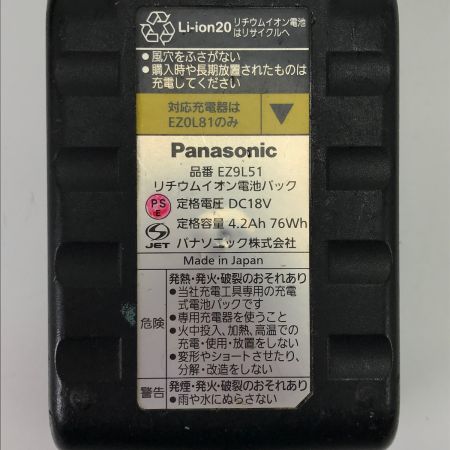 Li-ion20
リチウムイオン電池
はリサイクルへ
●風穴をふさがない
●購入時や長期放置されたものは
充電してください
対応充電器は
EZ0L81のみ
Panasonic
品番 EZ9L51
リチウムイオン電池パック
PS
E
定格電圧 DC18V
定格容量 4.2Ah 76Wh
JET
パナソニック株式会社
Made in Japan
危険
発熱・発火・破裂のおそれあり
●当社充電工具専用の充電
式電池パックです
●専用充電器を使うこと
●火中投入、加熱、高温での
充電・使用・放置をしない
●変形やショートさせたり、
分解・改造をしない
警告
発煙・発火・破裂のおそれあり
●雨や水にぬらさない